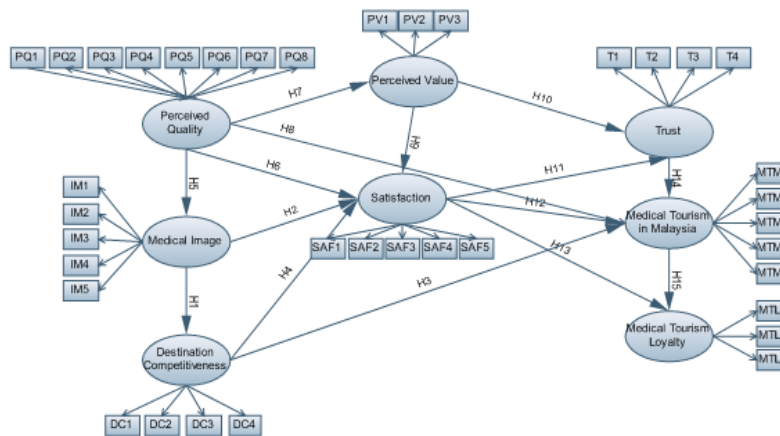 PV1 PV2 PV3
PQ1 PQ2 PQ3 PQ4 PQ5 PQ6 PQ7 PQ8
T1 T2 T3 T4
Perceived Value
H7
H10
Perceived
Quality
H8
Trust
H9
H6
H11
H5
IM1
IM2
IM3
IM4
IM5
Satisfaction
H14
H2
H12
Medical Image
Medical Tourism
in Malaysia
MTM
MTM
MTM
MTM
MTM
SAF1 SAF2 SAF3 SAF4 SAF5
H13
H4
H3
H15
H1
Destination
Competitiveness
Medical Tourism
Loyalty
MTL
MTL
MTL
DC1 DC2 DC3 DC4